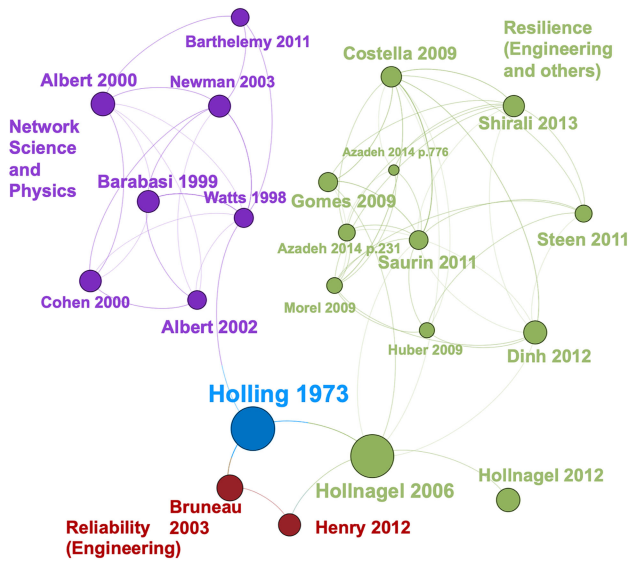 Barthelemy 2011
Resilience
(Engineering
and others)
Costella 2009
Albert 2000
Newman 2003
Shirali 2013
Network
Science
and
Physics
Azadeh 2014 p.776
Barabasi 1999
Watts 1998
Gomes 2009
Steen 2011
Azadeh 2014 p.231
Saurin 2011
Cohen 2000
Morel 2009
Albert 2002
Huber 2009
Dinh 2012
Holling 1973
Hollnagel 2006
Hollnagel 2012
Bruneau
2003
Reliability
(Engineering)
Henry 2012